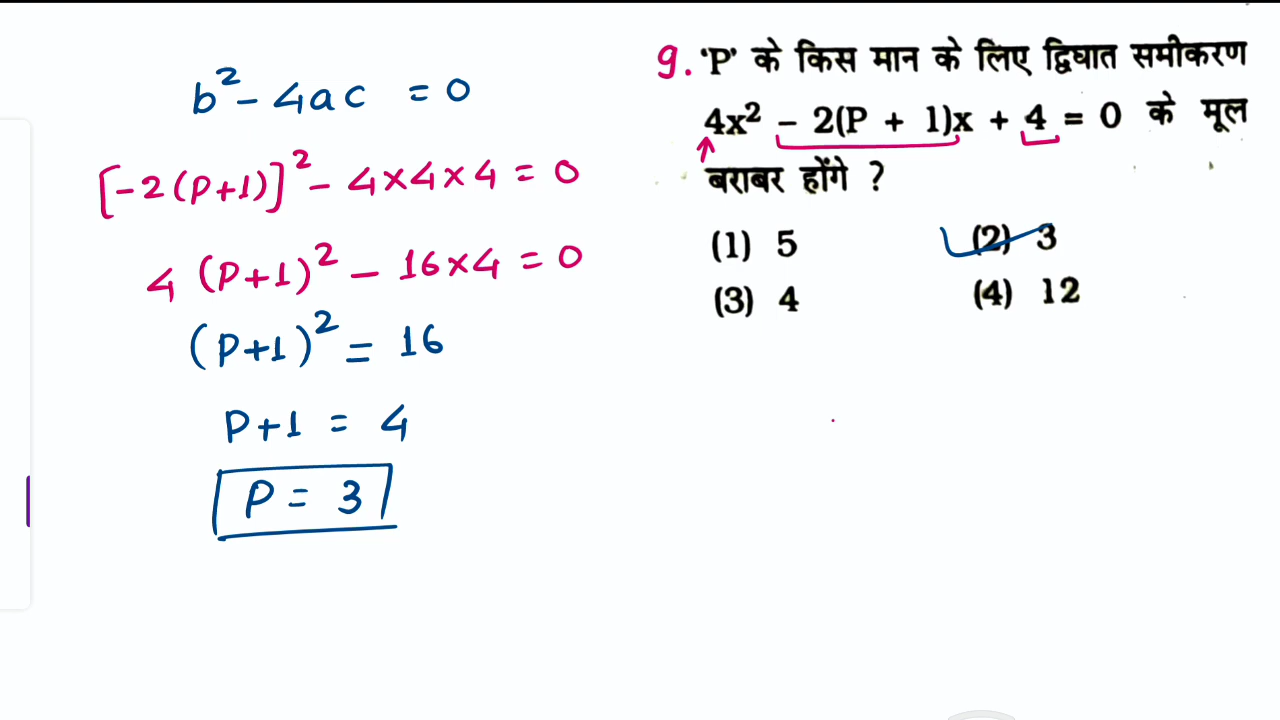 b² - 4ac = 0
[-2(P+1)]² - 4×4×4 = 0
4 (P+1)² - 16×4 = 0
(P+1)² = 16
P+1 = 4
P = 3
9. 'P' के किस मान के लिए द्विघात समीकरण
4x² - 2(P + 1)x + 4 = 0 के मूल
बराबर होंगे ?
(1) 5 (2) 3
(3) 4 (4) 12